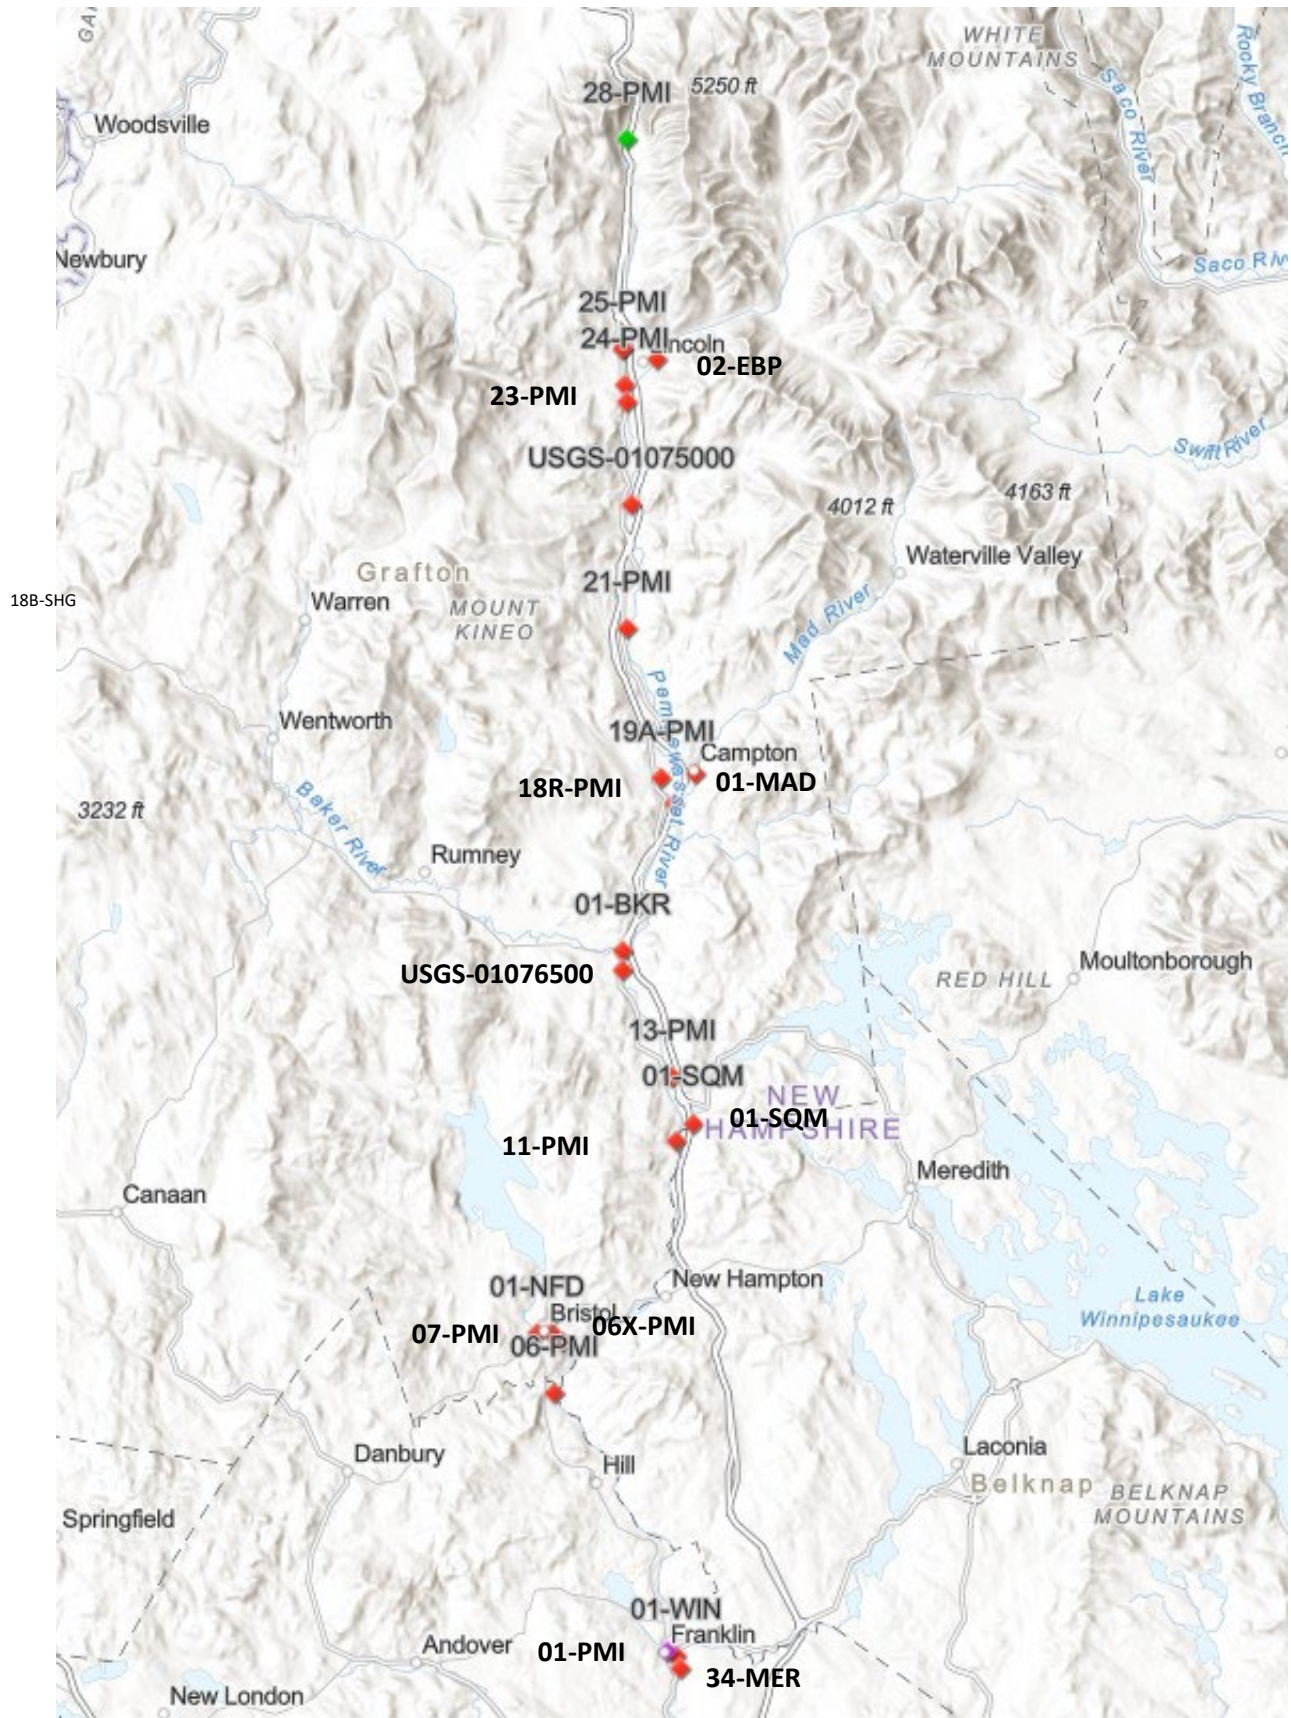 GA
WHITE
MOUNTAINS
Rocky Branch
28-PMI
5250 ft
Saco River
Woodsville
Newbury
25-PMI
24-PMI
02-EBP
23-PMI
Swift River
USGS-01075000
4163 ft
4012 ft
Waterville Valley
Grafton
21-PMI
18B-SHG
Warren
MOUNT
KINEO
Mad River
Pemigewasset River
Wentworth
19A-PMI
Campton
18R-PMI
01-MAD
Baker River
3232 ft
Rumney
01-BKR
Moultonborough
USGS-01076500
RED HILL
13-PMI
01-SQM
NEW
HAMPSHIRE
01-SQM
11-PMI
Meredith
Canaan
01-NFD
New Hampton
Lake
Winnipesaukee
Bristol
07-PMI
06X-PMI
06-PMI
Danbury
Laconia
Hill
Belknap
BELKNAP
MOUNTAINS
Springfield
01-WIN
Franklin
Andover
01-PMI
34-MER
New London